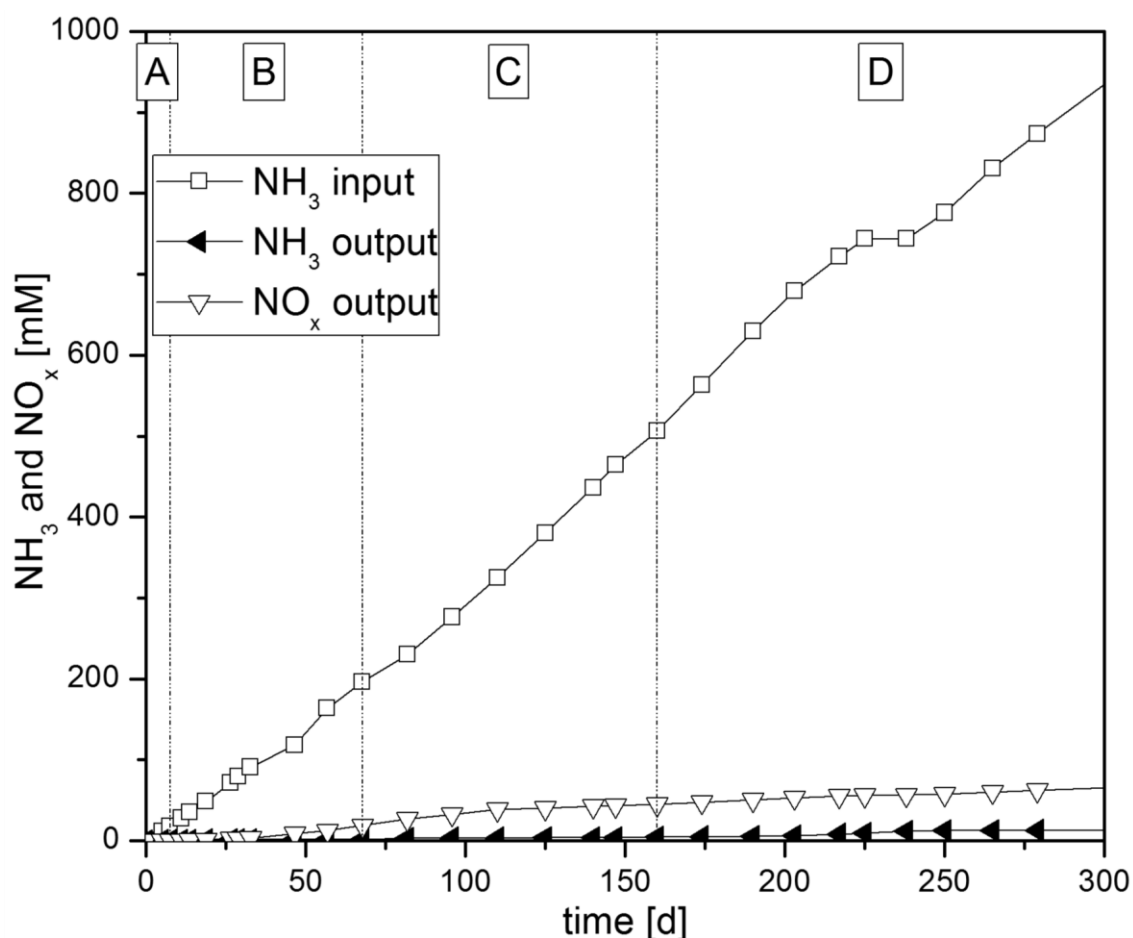 1000
A B C D
NH₃ input
NH₃ output
NOₓ output
800
600
400
200
0
NH₃ and NOₓ [mM]
0 50 100 150 200 250 300
time [d]